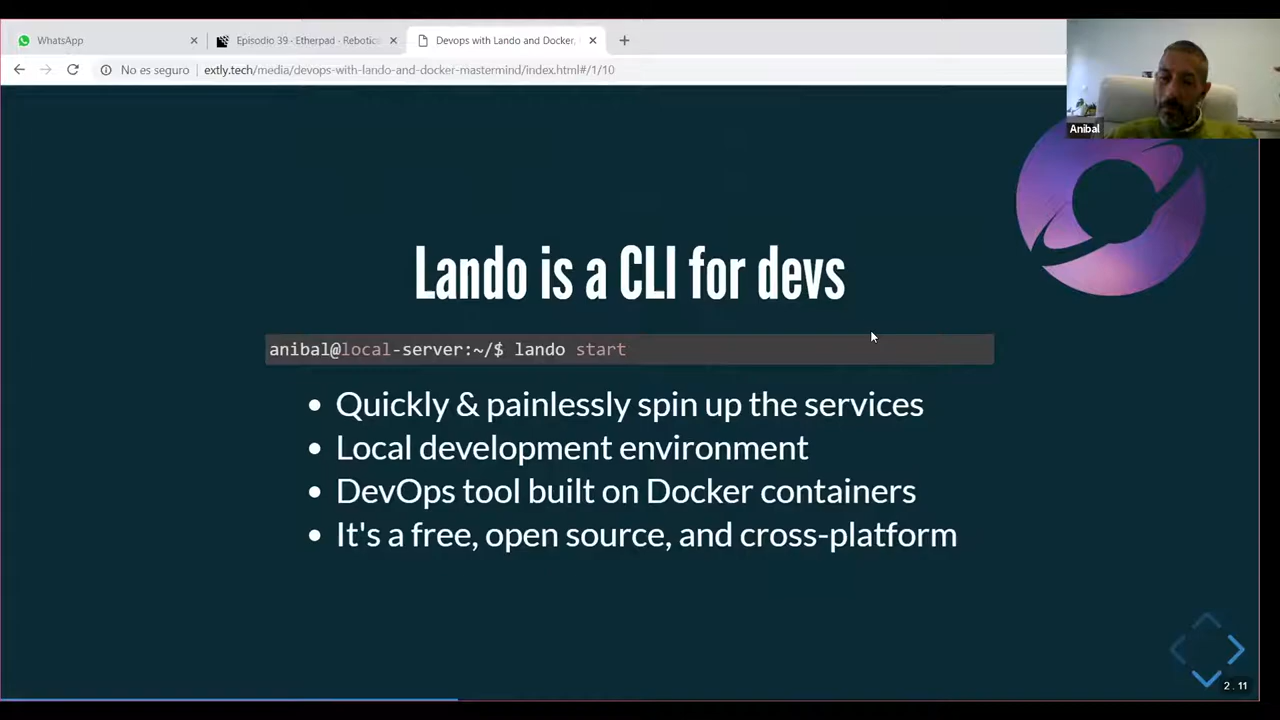 WhatsApp
Episodio 39 - Etherpad - Robotics
Devops with Lando and Docker.
No es seguro
extly.tech/media/devops-with-lando-and-docker-mastermind/index.html#/1/10
Anibal
Lando is a CLI for devs
anibal@local-server:~/$ lando start
Quickly & painlessly spin up the services
Local development environment
DevOps tool built on Docker containers
It's a free, open source, and cross-platform
2 . 11